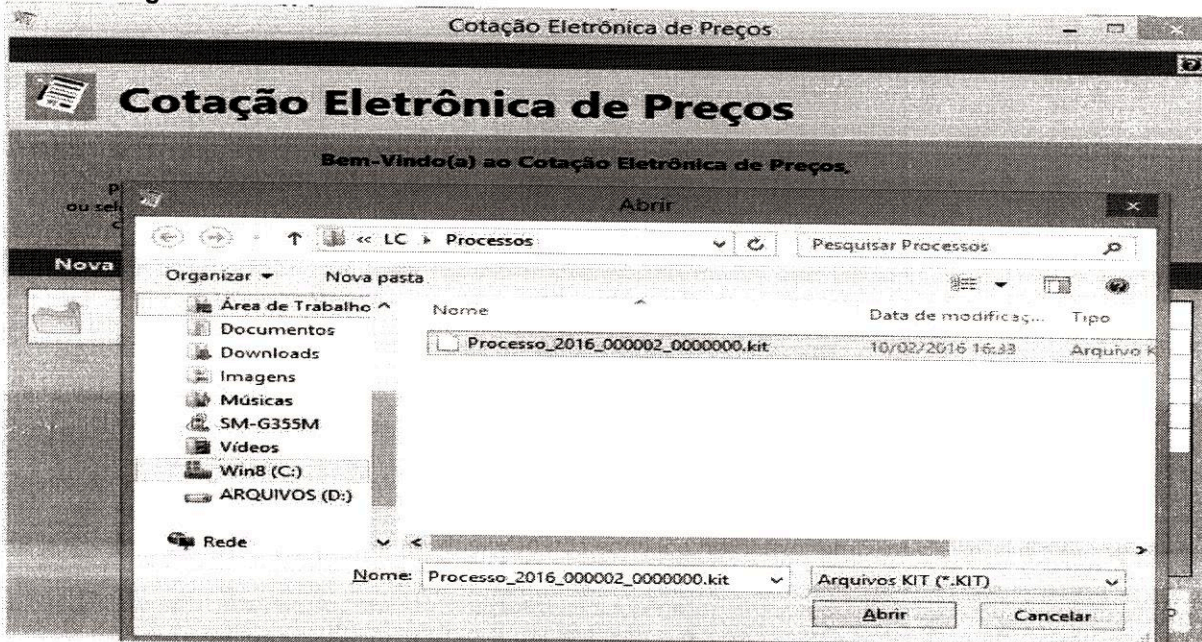 Cotação Eletrônica de Preços
Cotação Eletrônica de Preços
Bem-Vindo(a) ao Cotação Eletrônica de Preços.
ou sel
Abrir
« LC ▸ Processos
Pesquisar Processos
Nova
Organizar
Nova pasta
Área de Trabalho
Nome
Data de modificaç...
Tipo
Documentos
Processo_2016_000002_0000000.kit
10/02/2016 16:33
Arquivo K
Downloads
Imagens
Músicas
SM-G355M
Vídeos
Win8 (C:)
ARQUIVOS (D:)
Rede
Nome:
Processo_2016_000002_0000000.kit
Arquivos KIT (*.KIT)
Abrir
Cancelar